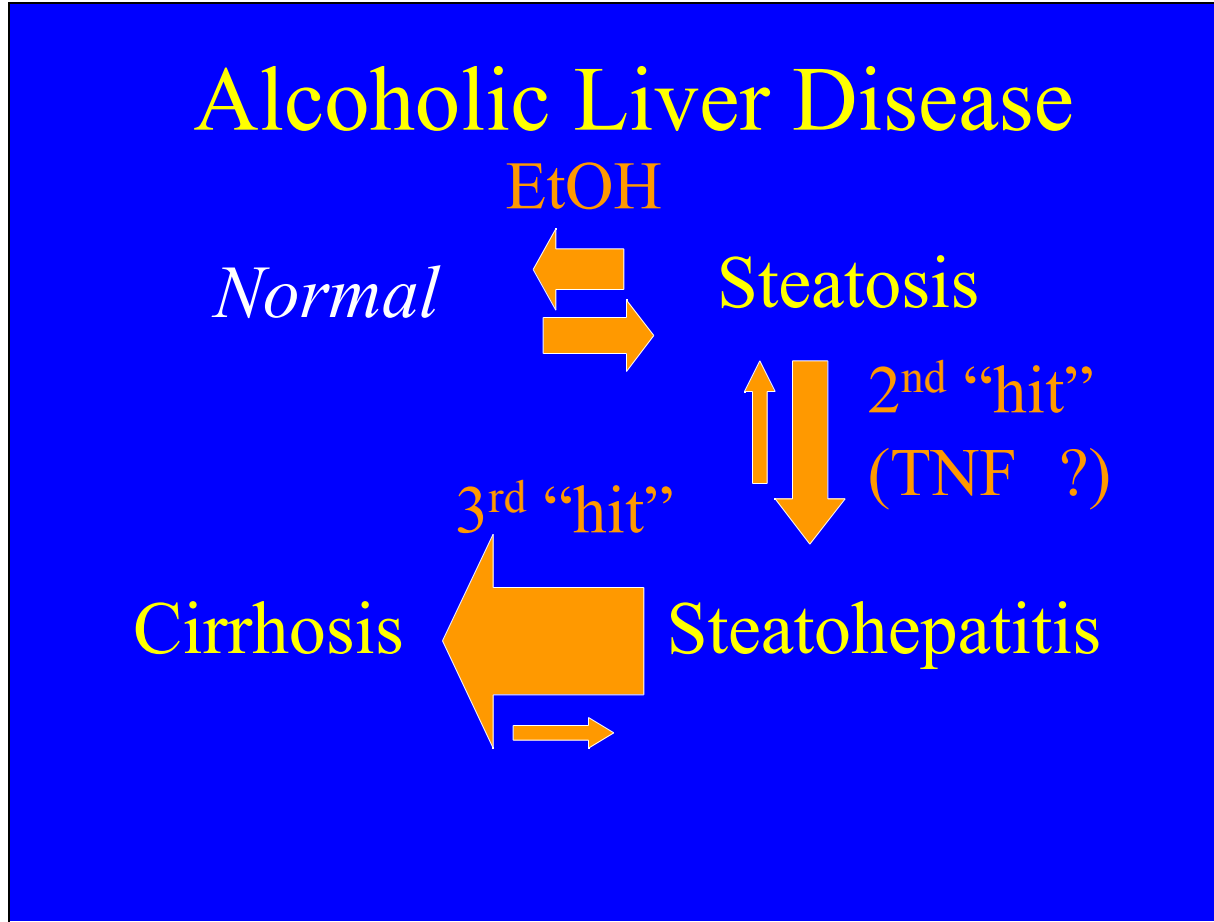 Alcoholic Liver Disease
EtOH
Normal
Steatosis
2nd “hit”
(TNF ?)
3rd “hit”
Cirrhosis
Steatohepatitis